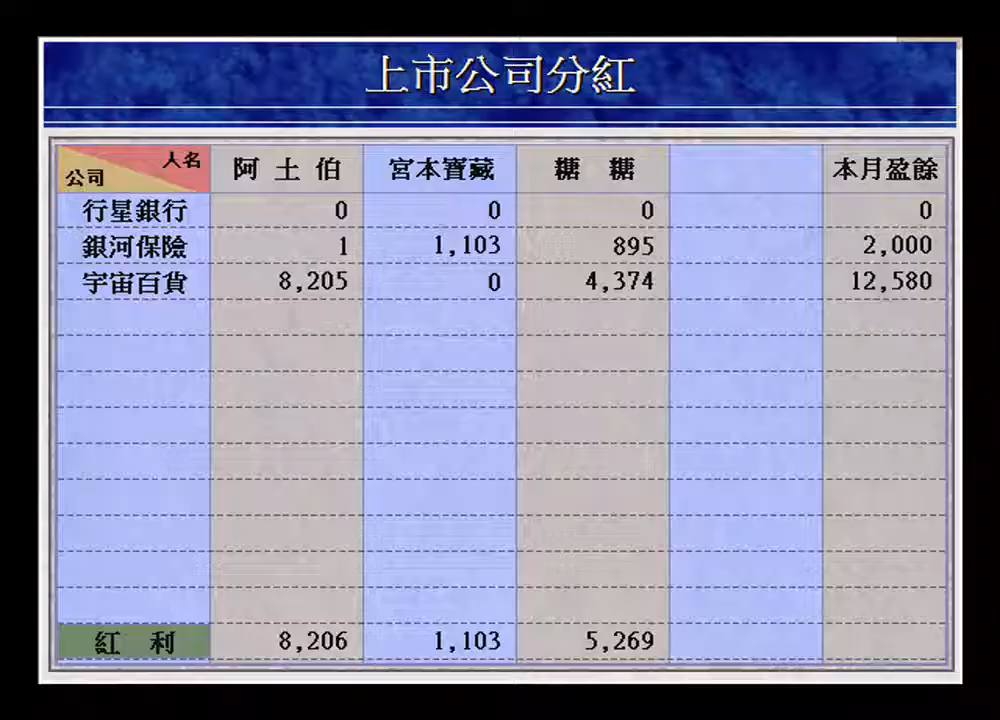 上市公司分紅
人名
公司 阿土伯 宮本寶藏 糖糖 本月盈餘
行星銀行 0 0 0 0
銀河保險 1 1,103 895 2,000
宇宙百貨 8,205 0 4,374 12,580
紅利 8,206 1,103 5,269